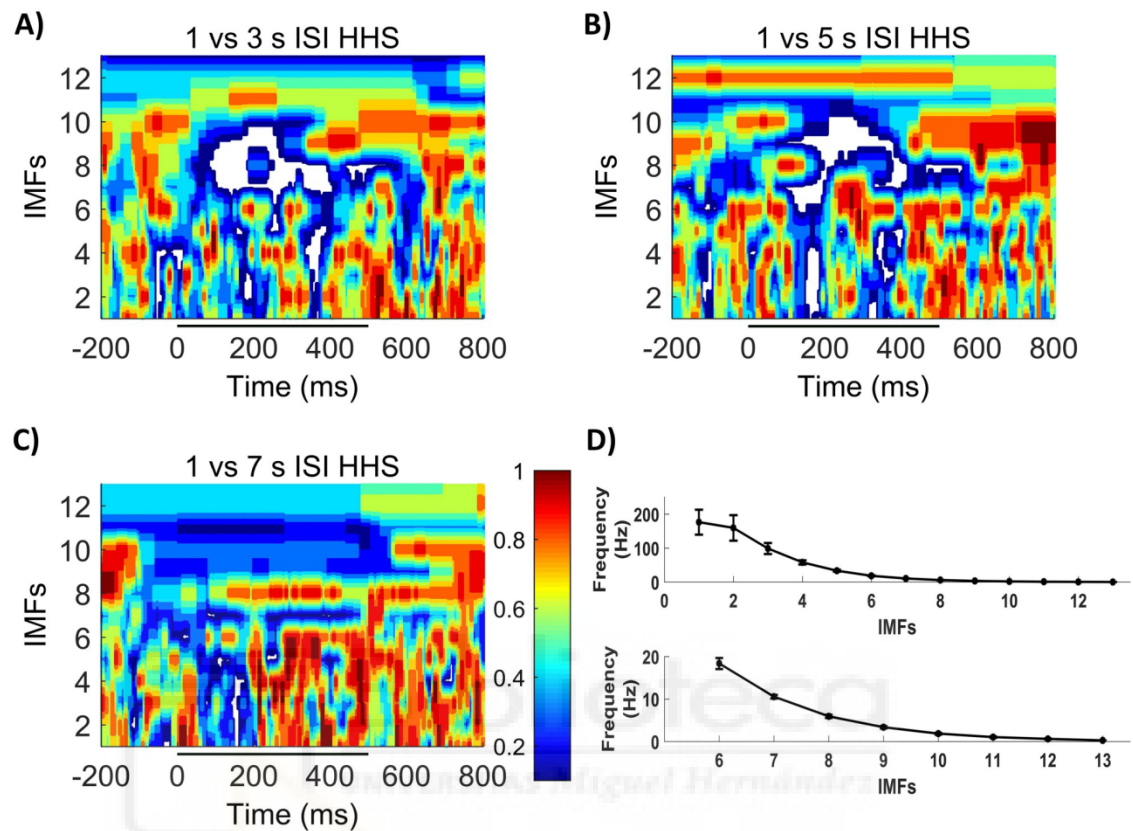 A)
1 vs 3 s ISI HHS
IMFs
12
10
8
6
4
2
-200 0 200 400 600 800
Time (ms)
B)
1 vs 5 s ISI HHS
IMFs
12
10
8
6
4
2
-200 0 200 400 600 800
Time (ms)
C)
1 vs 7 s ISI HHS
IMFs
12
10
8
6
4
2
-200 0 200 400 600 800
Time (ms)
1
0.8
0.6
0.4
0.2
D)
Frequency
(Hz)
200
100
0
0 2 4 6 8 10 12
IMFs
Frequency
(Hz)
20
10
0
6 7 8 9 10 11 12 13
IMFs
Miguel Hernández